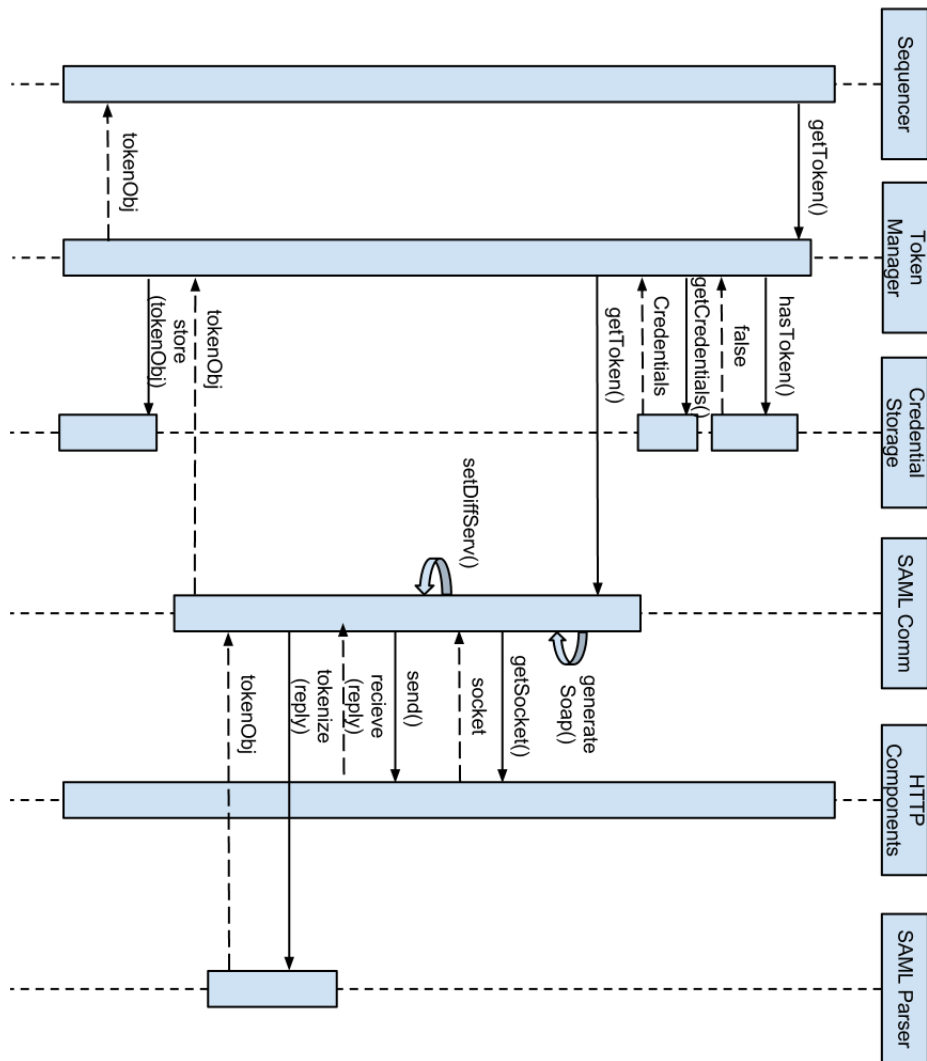 Sequencer
Token
Manager
Credential
Storage
SAML Comm
HTTP
Components
SAML Parser
getToken()
hasToken()
false
getCredentials()
Credentials
getToken()
generate
Soap()
getSocket()
socket
setDiffServ()
send()
recieve
(reply)
tokenize
(reply)
tokenObj
tokenObj
store
(tokenObj)
tokenObj